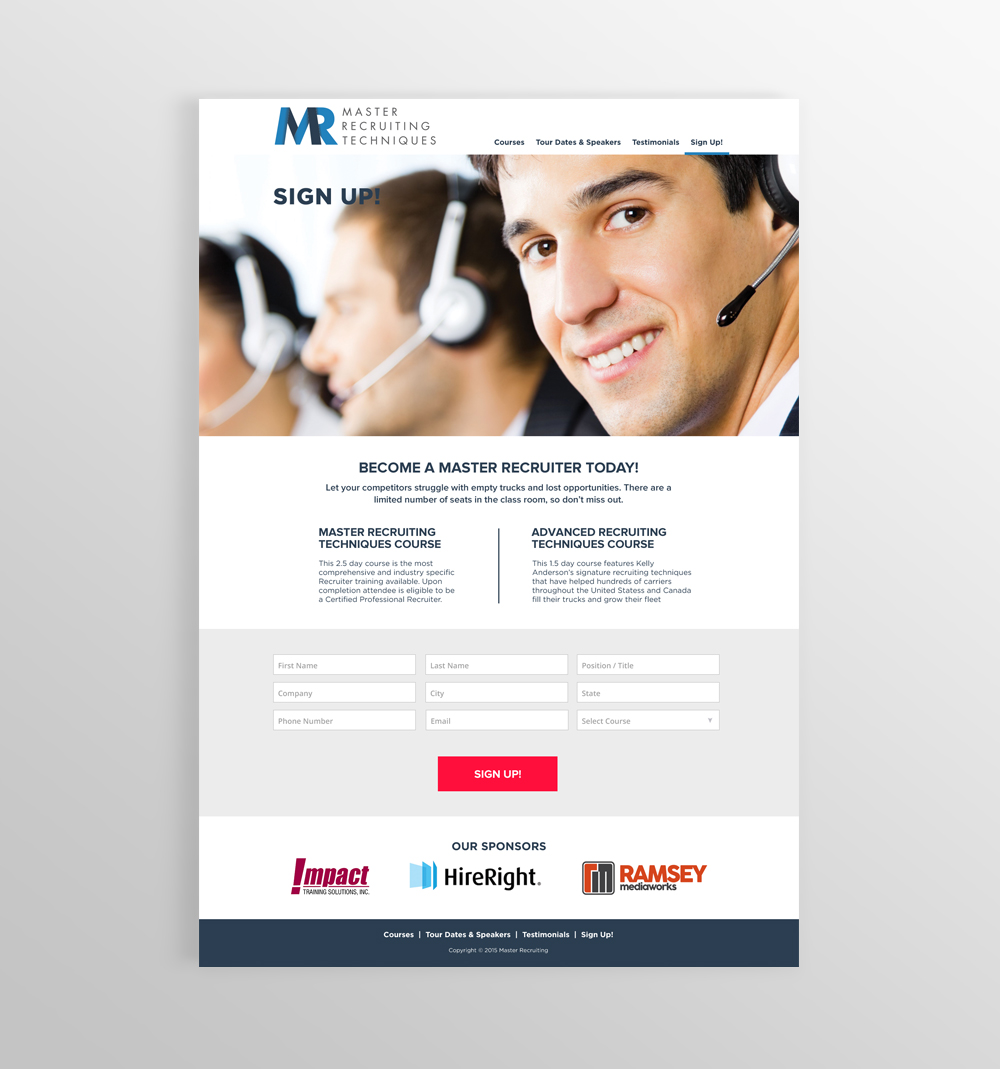 MR MASTER
RECRUITING
TECHNIQUES
Courses Tour Dates & Speakers Testimonials Sign Up!
SIGN UP!
BECOME A MASTER RECRUITER TODAY!
Let your competitors struggle with empty trucks and lost opportunities. There are a
limited number of seats in the class room, so don't miss out.
MASTER RECRUITING
TECHNIQUES COURSE
This 2.5 day course is the most
comprehensive and industry specific
Recruiter training available. Upon
completion attendee is eligible to be
a Certified Professional Recruiter.
ADVANCED RECRUITING
TECHNIQUES COURSE
This 1.5 day course features Kelly
Anderson's signature recruiting techniques
that have helped hundreds of carriers
throughout the United Statess and Canada
fill their trucks and grow their fleet
First Name Last Name Position / Title
Company City State
Phone Number Email Select Course
SIGN UP!
OUR SPONSORS
Impact
TRAINING SOLUTIONS, INC.
HireRight.
RAMSEY
mediaworks
Courses | Tour Dates & Speakers | Testimonials | Sign Up!
Copyright © 2015 Master Recruiting